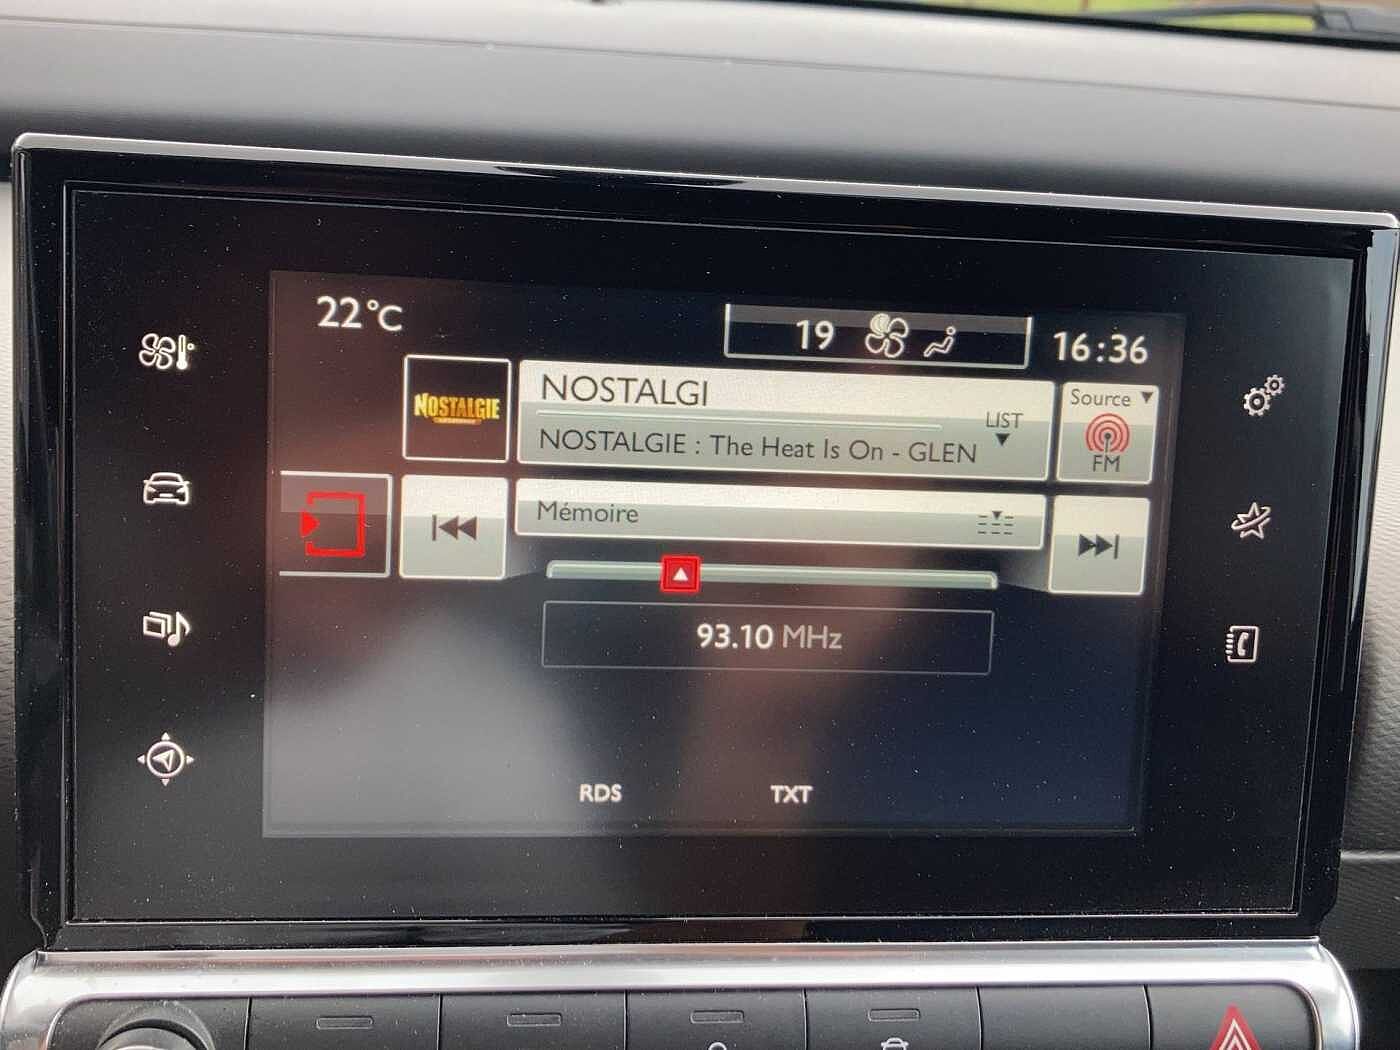 22°C
19
16:36
NOSTALGIE
NOSTALGI
LIST
Source
NOSTALGIE : The Heat Is On - GLEN
FM
Mémoire
93.10 MHz
RDS
TXT